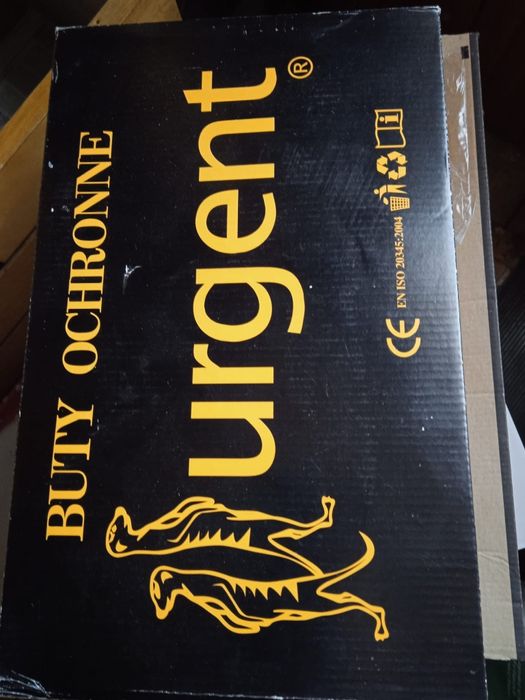 BUTY OCHRONNE
urgent®
CE EN ISO 20345:2004